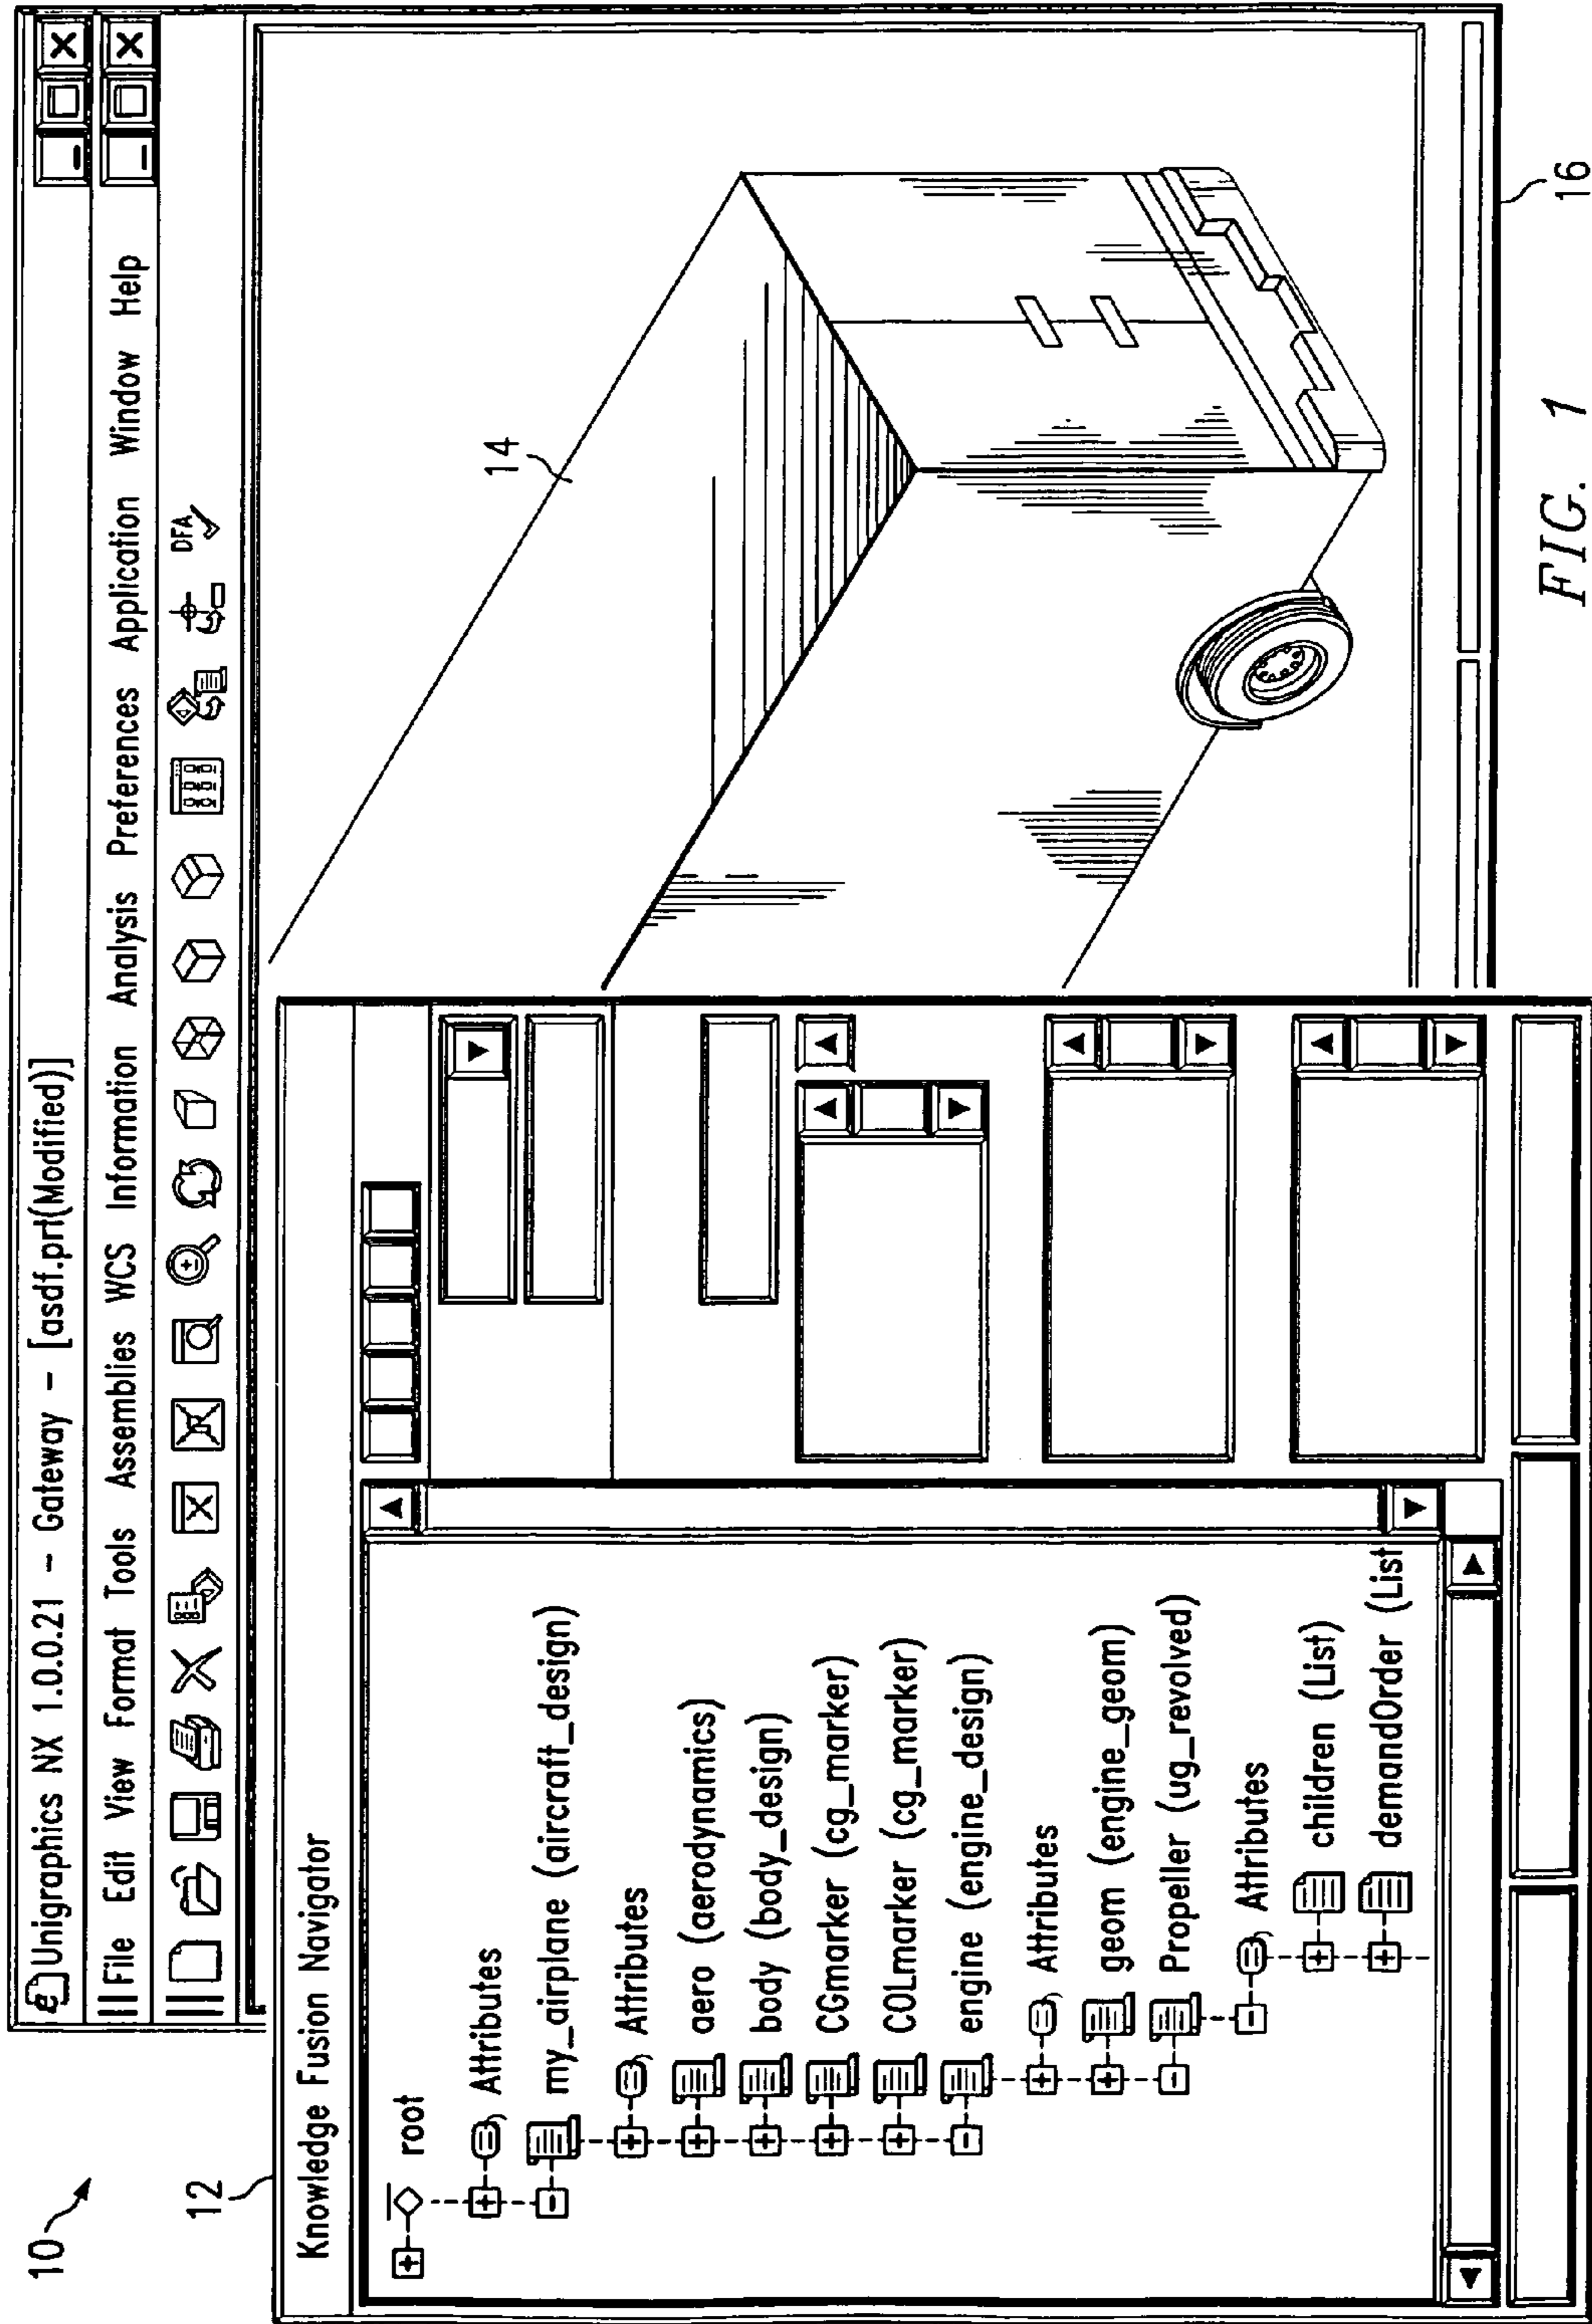 10
Unigraphics NX 1.0.0.21 - Gateway - [asdf.prt(Modified)]
File Edit View Format Tools Assemblies WCS Information Analysis Preferences Application Window Help
DFA
12
Knowledge Fusion Navigator
root
Attributes
my_airplane (aircraft_design)
Attributes
aero (aerodynamics)
body (body_design)
CGmarker (cg_marker)
COLmarker (cg_marker)
engine (engine_design)
Attributes
geom (engine_geom)
Propeller (ug_revolved)
Attributes
children (List)
demandOrder (List
14
16
FIG. 1